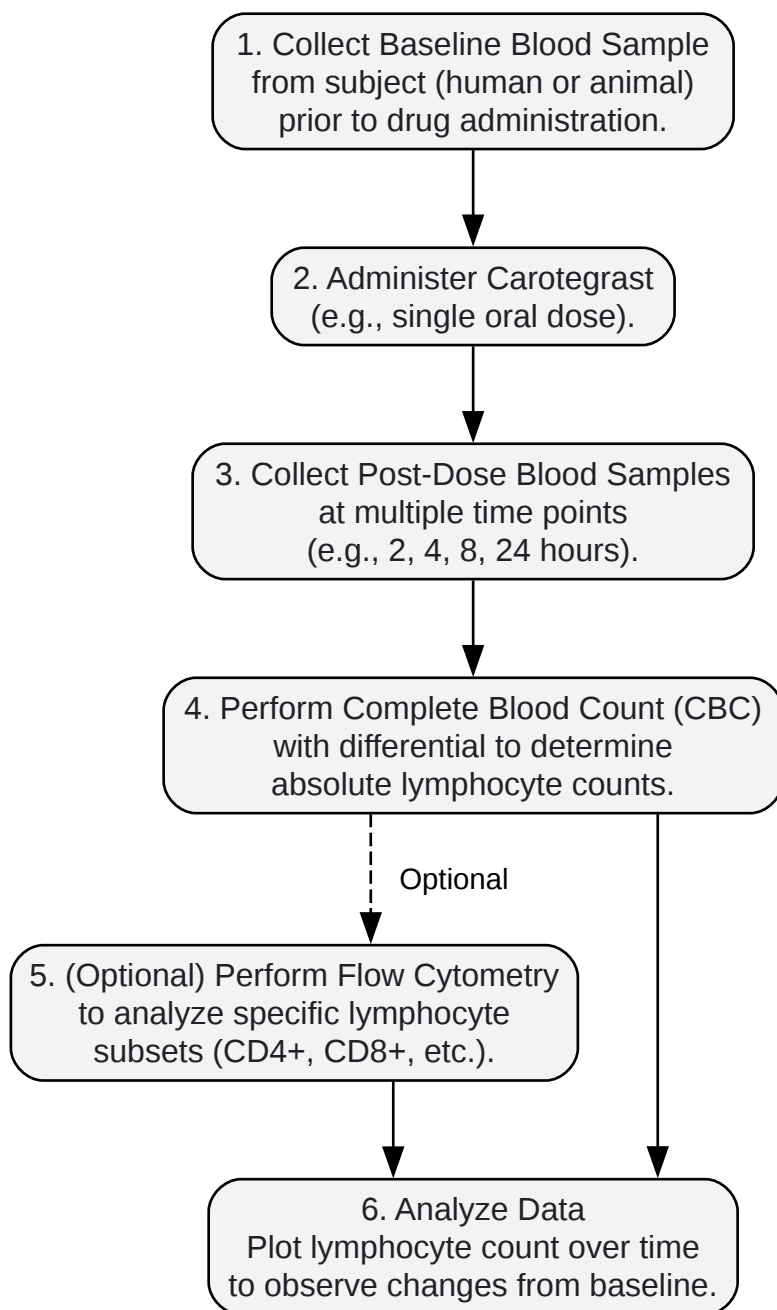 1. Collect Baseline Blood Sample
from subject (human or animal)
prior to drug administration.
2. Administer Carotegrast
(e.g., single oral dose).
3. Collect Post-Dose Blood Samples
at multiple time points
(e.g., 2, 4, 8, 24 hours).
4. Perform Complete Blood Count (CBC)
with differential to determine
absolute lymphocyte counts.
Optional
5. (Optional) Perform Flow Cytometry
to analyze specific lymphocyte
subsets (CD4+, CD8+, etc.).
6. Analyze Data
Plot lymphocyte count over time
to observe changes from baseline.